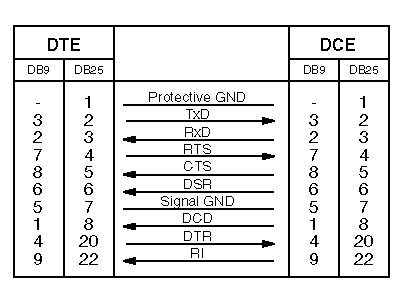 DTE DCE
DB9 DB25 DB9 DB25
- 1 Protective GND - 1
3 2 TxD 3 2
2 3 RxD 2 3
7 4 RTS 7 4
8 5 CTS 8 5
6 6 DSR 6 6
5 7 Signal GND 5 7
1 8 DCD 1 8
4 20 DTR 4 20
9 22 RI 9 22